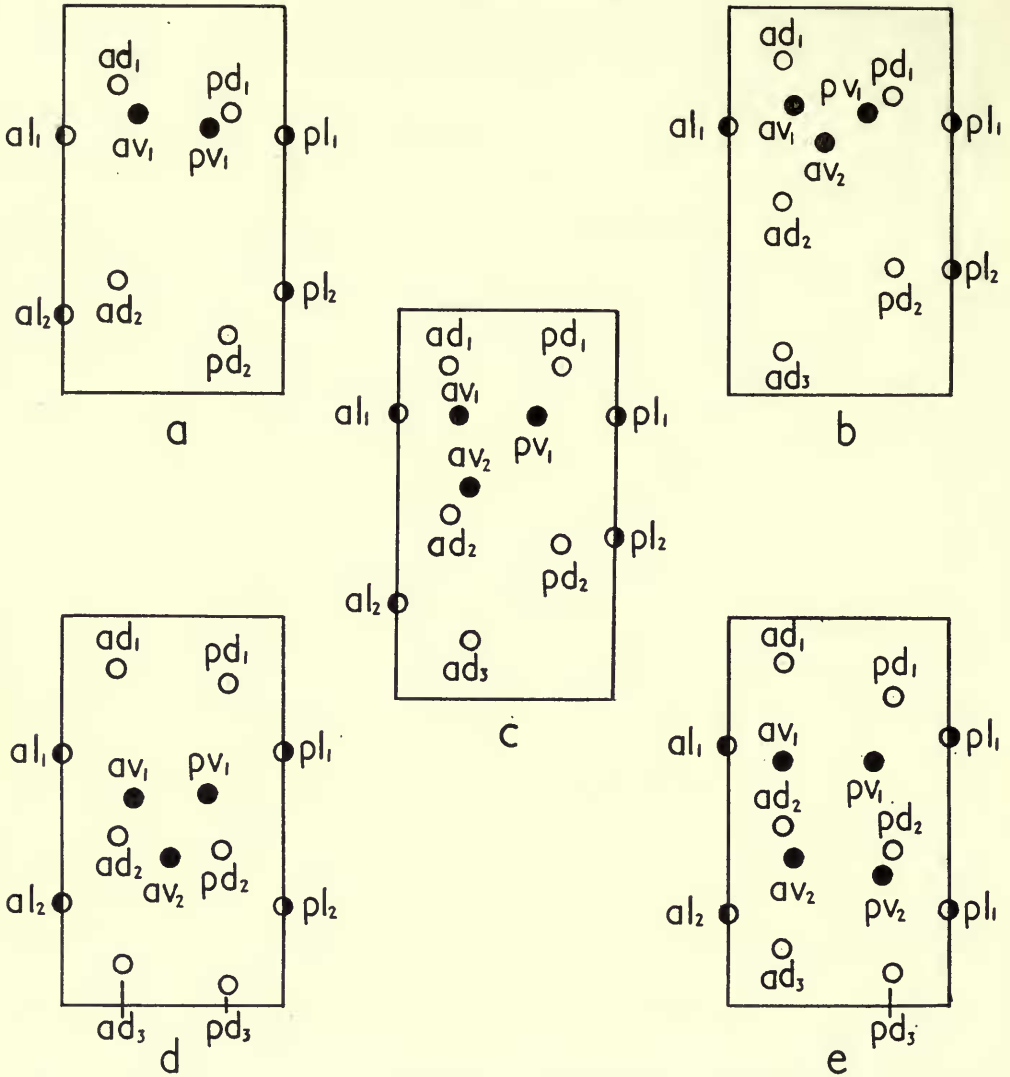 ad₁
pd₁
al₁
av₁
pv₁
pl₁
ad₂
al₂
pl₂
pd₂
a
ad₁
pd₁
pv₁
al₁
av₁
pl₁
av₂
ad₂
pl₂
pd₂
ad₃
b
ad₁
pd₁
av₁
al₁
pv₁
pl₁
av₂
ad₂
pl₂
pd₂
al₂
ad₃
c
ad₁
pd₁
al₁
pl₁
av₁
pv₁
ad₂
av₂
pd₂
al₂
pl₂
ad₃
pd₃
d
ad₁
pd₁
al₁
av₁
pl₁
pv₁
ad₂
pd₂
av₂
pv₂
al₂
pl₁
ad₃
pd₃
e